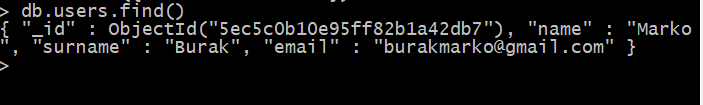 > db.users.find()
{ "_id" : ObjectId("5ec5c0b10e95ff82b1a42db7"), "name" : "Marko
", "surname" : "Burak", "email" : "burakmarko@gmail.com" }
>